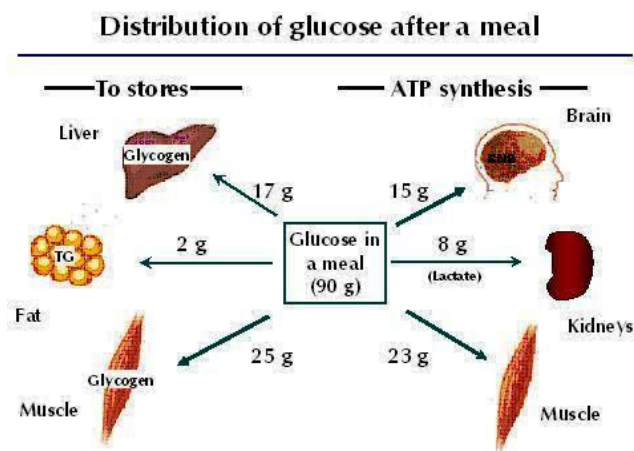 Distribution of glucose after a meal
To stores
ATP synthesis
Liver
Glycogen
Brain
17 g
15 g
TG
2 g
Glucose in
a meal
(90 g)
8 g
(Lactate)
Fat
Kidneys
25 g
23 g
Glycogen
Muscle
Muscle